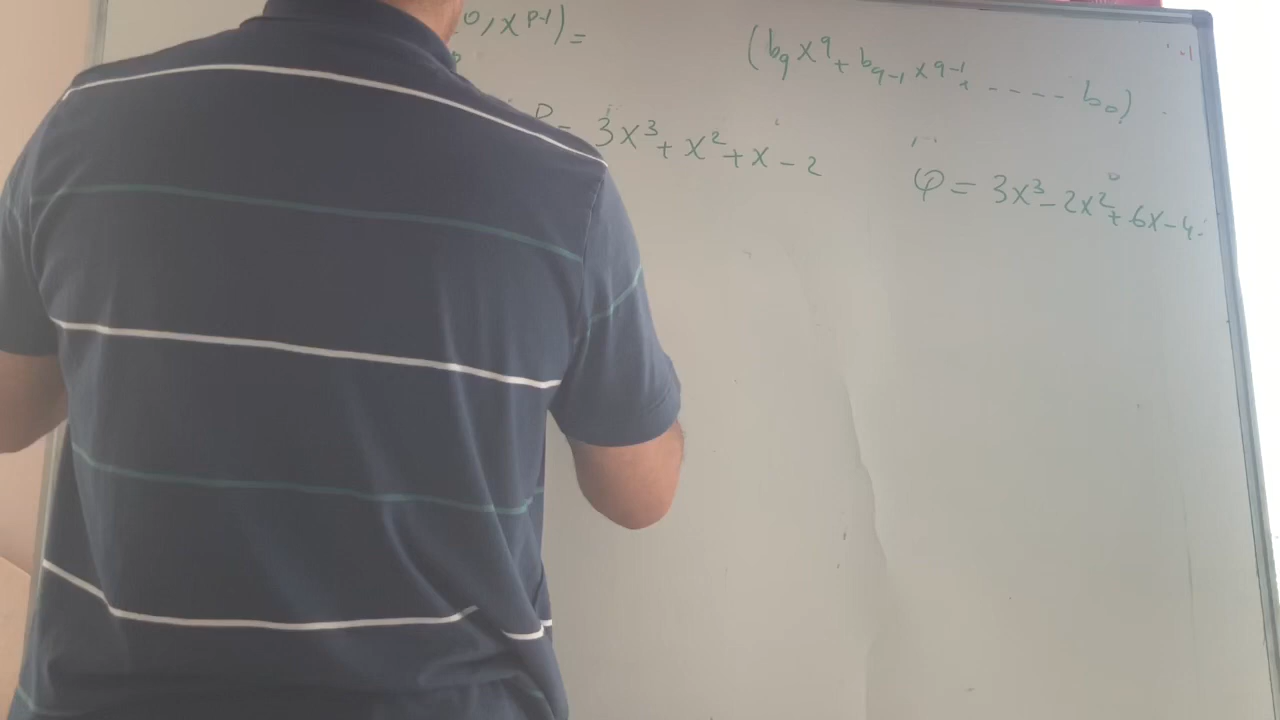 0, x^{p-1}) =
(b_q x^q + b_{q-1} x^{q-1} + - - - - b_0)
P = 3x^3 + x^2 + x - 2
φ = 3x^3 - 2x^2 + 6x - 4